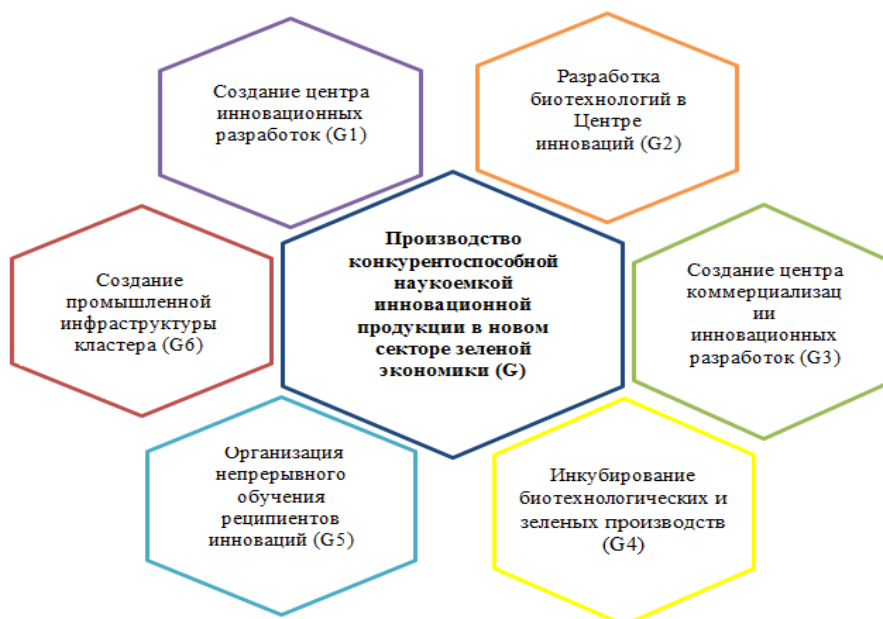 Создание центра
инновационных
разработок (G1)
Разработка
биотехнологий в
Центре
инноваций (G2)
Производство
конкурентоспособной
наукоемкой
инновационной
продукции в новом
секторе зеленой
экономики (G)
Создание
промышленной
инфраструктуры
кластера (G6)
Создание центра
коммерциализац
ии
инновационных
разработок (G3)
Организация
непрерывного
обучения
реципиентов
инноваций (G5)
Инкубирование
биотехнологических и
зеленых производств
(G4)